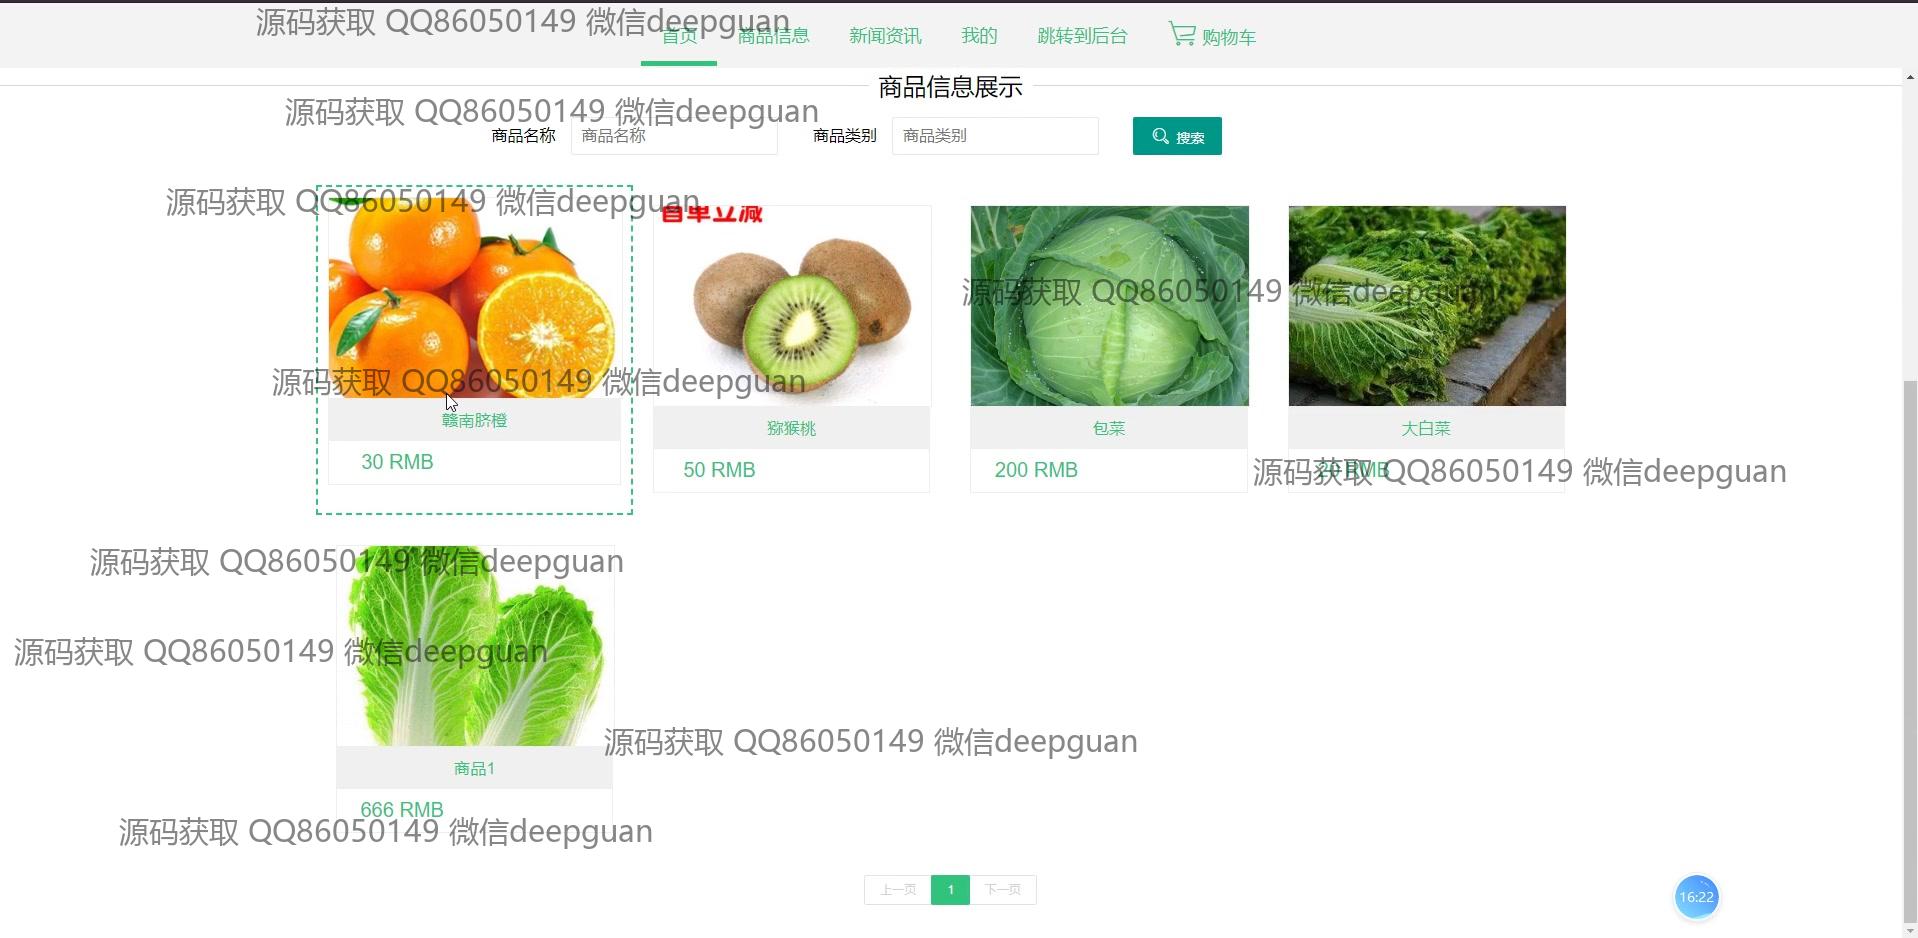 源码获取 QQ86050149 微信deepguan
首页 商品信息 新闻资讯 我的 跳转到后台 购物车
商品信息展示
源码获取 QQ86050149 微信deepguan
商品名称 商品名称 商品类别 商品类别 搜索
源码获取 QQ86050149 微信deepguan
首单立减
源码获取 QQ86050149 微信deepguan
源码获取 QQ86050149 微信deepguan
赣南脐橙 猕猴桃 包菜 大白菜
30 RMB 50 RMB 200 RMB 20 RMB
源码获取 QQ86050149 微信deepguan
源码获取 QQ86050149 微信deepguan
源码获取 QQ86050149 微信deepguan
源码获取 QQ86050149 微信deepguan
商品1
666 RMB
源码获取 QQ86050149 微信deepguan
上一页 1 下一页
16:22